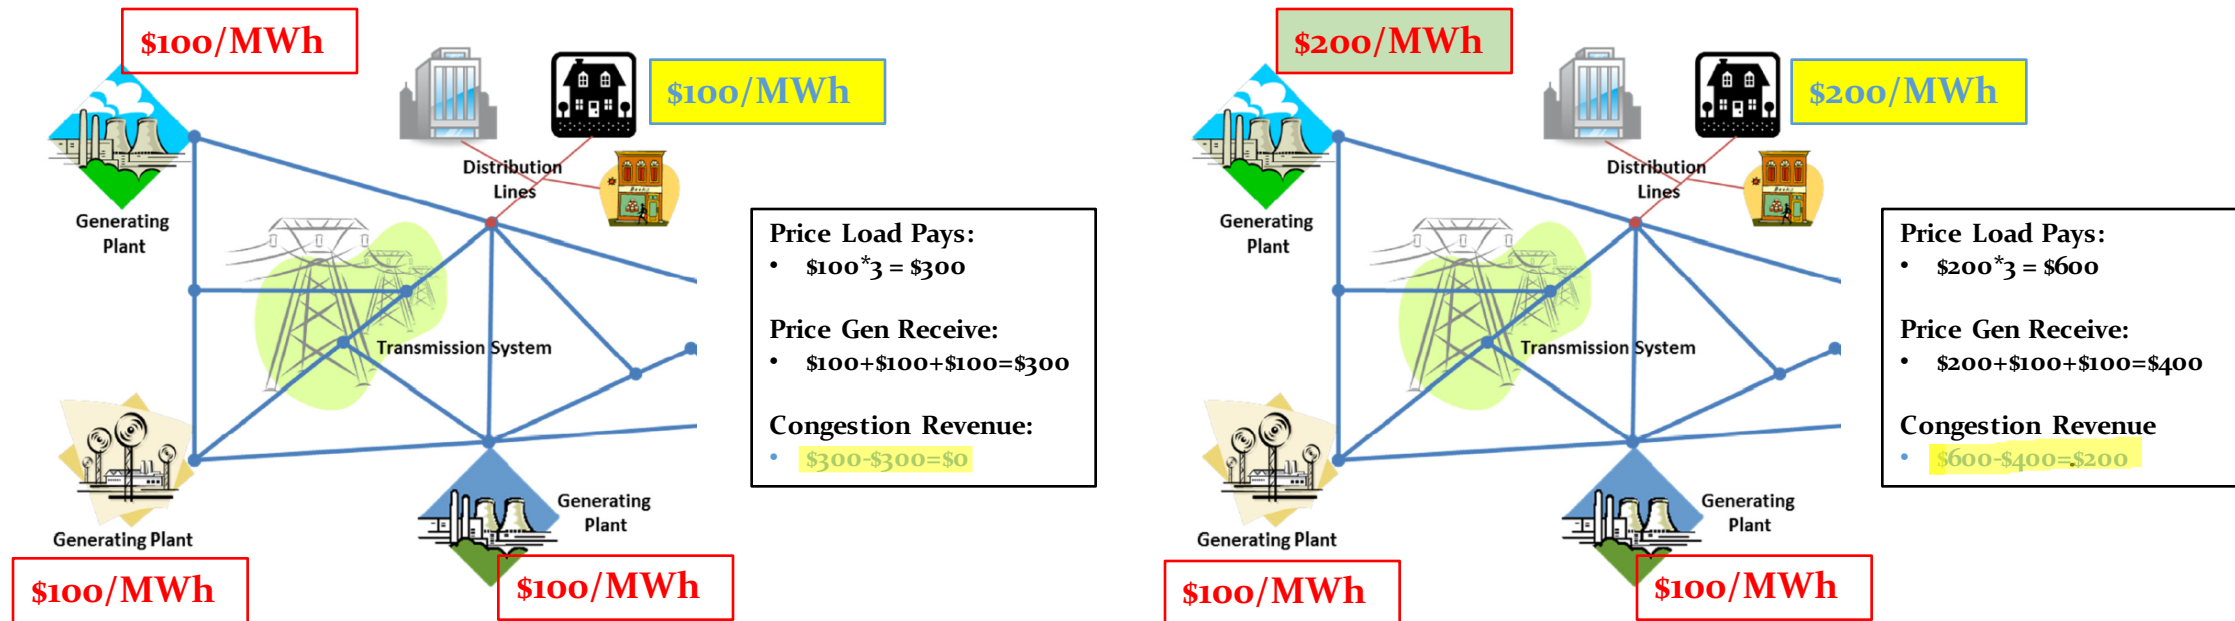 $100/MWh
$100/MWh
Distribution
Lines
Generating
Plant
Transmission System
Generating Plant
Generating
Plant
$100/MWh
$100/MWh
Price Load Pays:
• $100*3 = $300
Price Gen Receive:
• $100+$100+$100=$300
Congestion Revenue:
• $300-$300=$0
$200/MWh
$200/MWh
Distribution
Lines
Generating
Plant
Transmission System
Generating Plant
Generating
Plant
$100/MWh
$100/MWh
Price Load Pays:
• $200*3 = $600
Price Gen Receive:
• $200+$100+$100=$400
Congestion Revenue
• $600-$400=$200